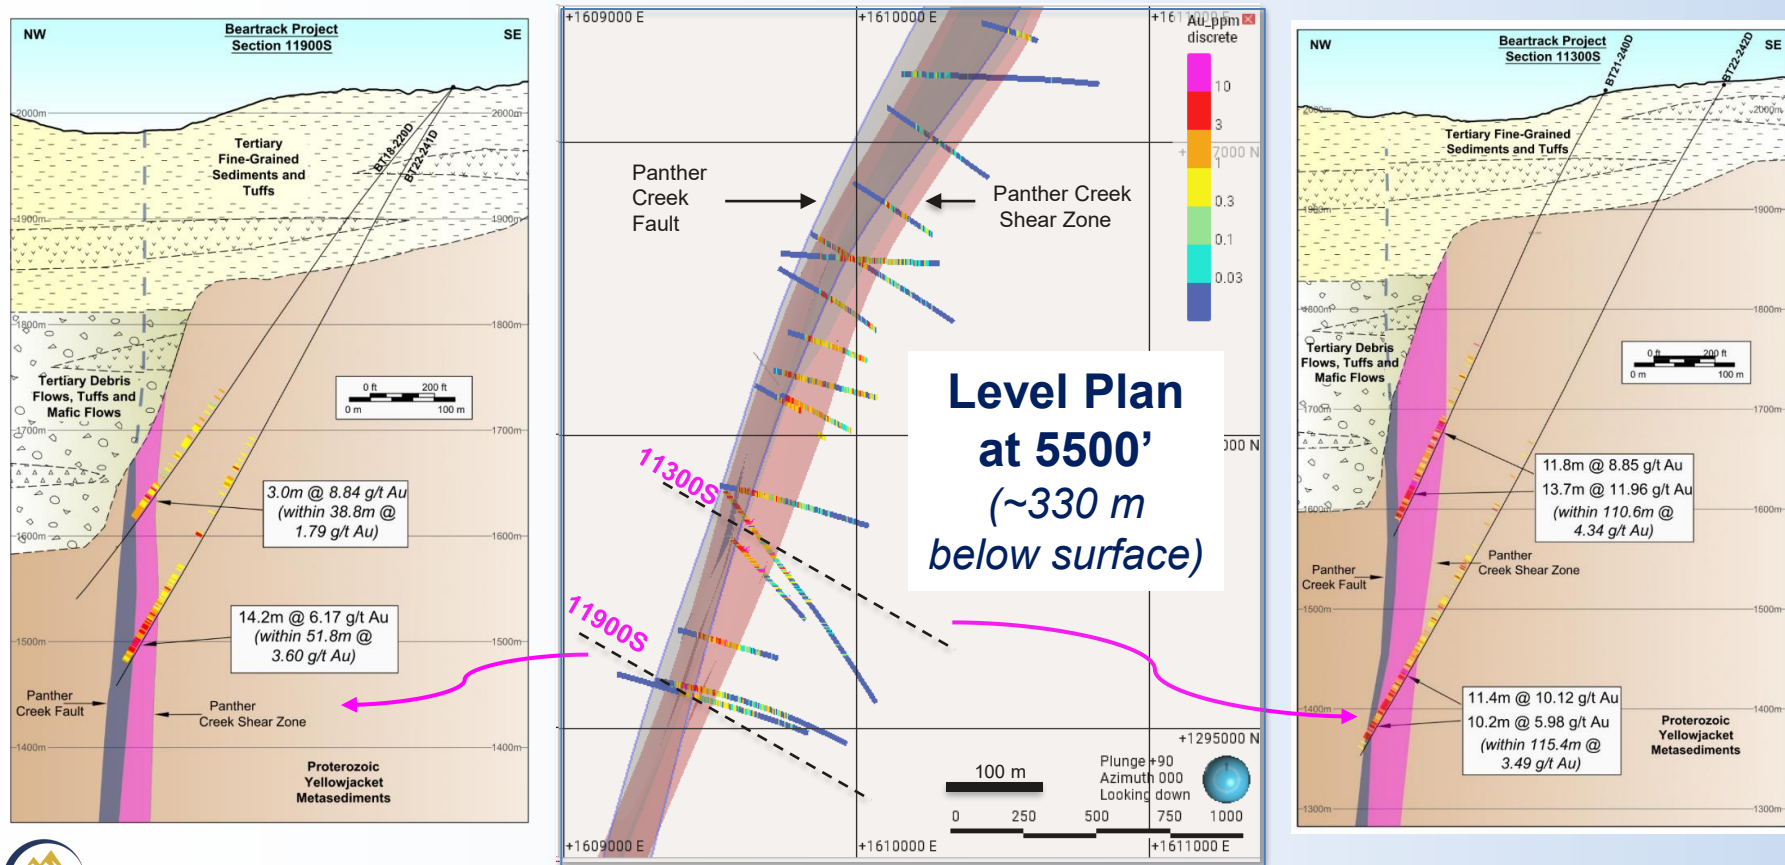 NW
Beartrack Project
Section 11900S
SE
2000m
1900m
1900m
1800m
1800m
1700m
1700m
1600m
1600m
1500m
1500m
1400m
1400m
Tertiary
Fine-Grained
Sediments and
Tuffs
BT18-220D
BT22-241D
Tertiary Debris
Flows, Tuffs and
Mafic Flows
0 ft 200 ft
0 m 100 m
3.0m @ 8.84 g/t Au
(within 38.8m @
1.79 g/t Au)
14.2m @ 6.17 g/t Au
(within 51.8m @
3.60 g/t Au)
Panther
Creek Fault
Panther
Creek Shear Zone
Proterozoic
Yellowjacket
Metasediments
+1609000 E
+1610000 E
Au_ppm
discrete
10
3
1
0.3
0.1
0.03
7000 N
000 N
Panther
Creek
Fault
Panther Creek
Shear Zone
Level Plan
at 5500’
(~330 m
below surface)
11300S
11900S
+1295000 N
100 m
Plunge +90
Azimuth 000
Looking down
0 250 500 750 1000
+1609000 E
+1610000 E
+1611000 E
NW
Beartrack Project
Section 11300S
SE
BT21-240D
BT22-242D
2000m
2000m
1900m
1900m
1800m
1800m
1700m
1700m
1600m
1600m
1500m
1500m
1400m
1400m
1300m
1300m
Tertiary Fine-Grained
Sediments and Tuffs
Tertiary Debris
Flows, Tuffs and
Mafic Flows
0 ft 200 ft
0 m 100 m
11.8m @ 8.85 g/t Au
13.7m @ 11.96 g/t Au
(within 110.6m @
4.34 g/t Au)
Panther
Creek Fault
Panther
Creek Shear Zone
11.4m @ 10.12 g/t Au
10.2m @ 5.98 g/t Au
(within 115.4m @
3.49 g/t Au)
Proterozoic
Yellowjacket
Metasediments